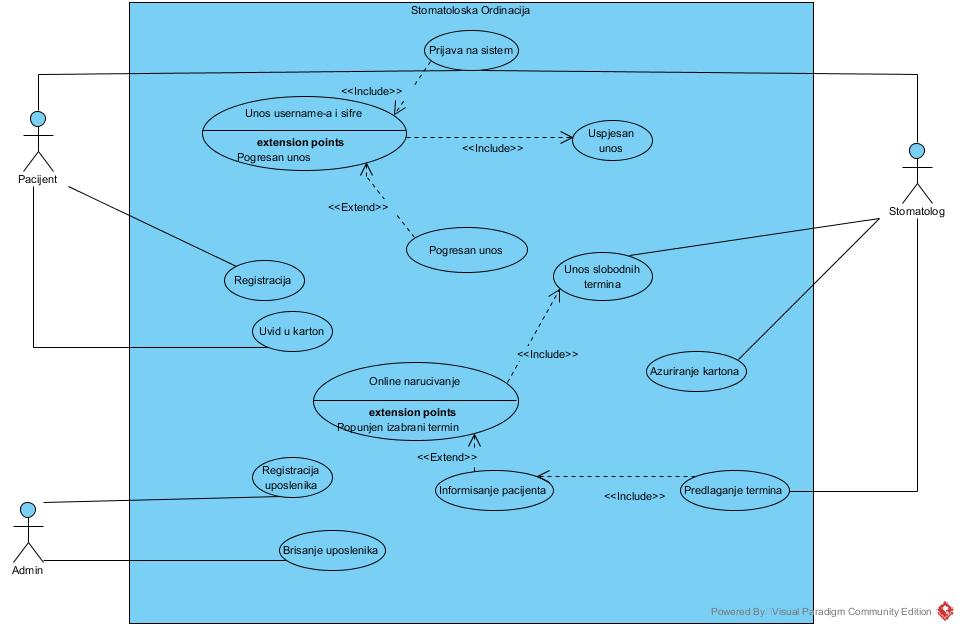 Stomatoloska Ordinacija
Prijava na sistem
<<Include>>
Unos username-a i sifre
extension points
Pogresan unos
Uspjesan
unos
<<Include>>
Pacijent
<<Extend>>
Stomatolog
Pogresan unos
Registracija
Unos slobodnih
termina
Uvid u karton
<<Include>>
Azuriranje kartona
Online narucivanje
extension points
Popunjen izabrani termin
<<Extend>>
Registracija
uposlenika
Informisanje pacijenta
<<Include>>
Predlaganje termina
Brisanje uposlenika
Admin
Powered By Visual Paradigm Community Edition